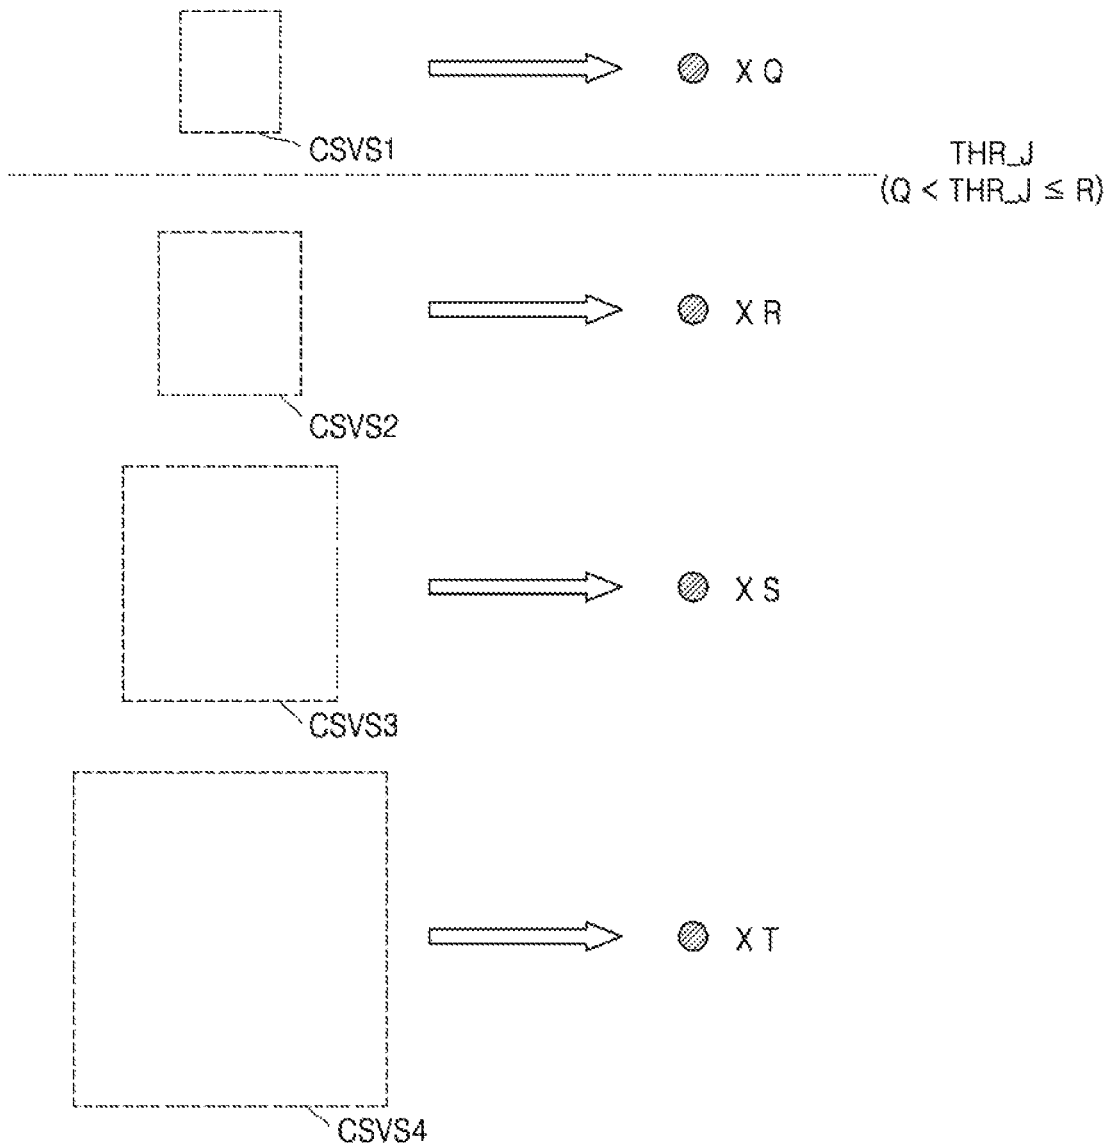 X Q
CSVS1
THR_J
(Q < THR_J ≤ R)
X R
CSVS2
X S
CSVS3
X T
CSVS4